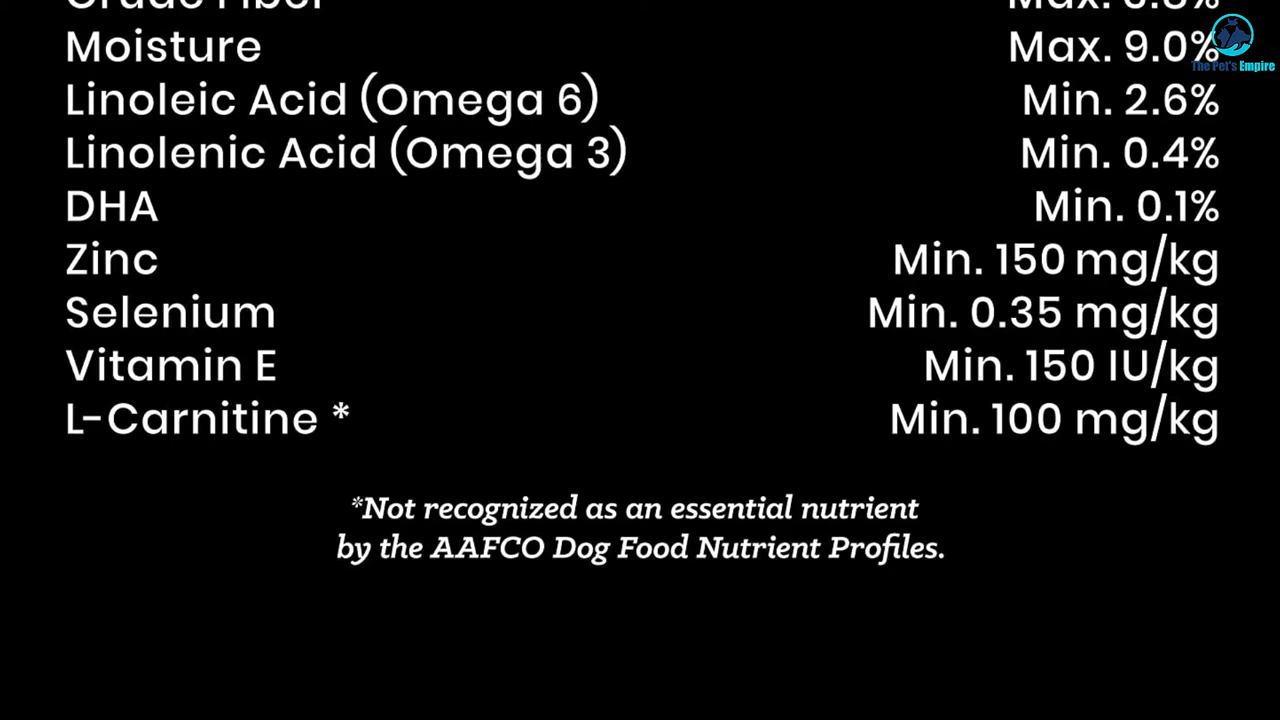 Crude Fiber
Moisture Max. 9.0%
Linoleic Acid (Omega 6) Min. 2.6%
Linolenic Acid (Omega 3) Min. 0.4%
DHA Min. 0.1%
Zinc Min. 150 mg/kg
Selenium Min. 0.35 mg/kg
Vitamin E Min. 150 IU/kg
L-Carnitine * Min. 100 mg/kg
*Not recognized as an essential nutrient
by the AAFCO Dog Food Nutrient Profiles.
The Pet's Empire